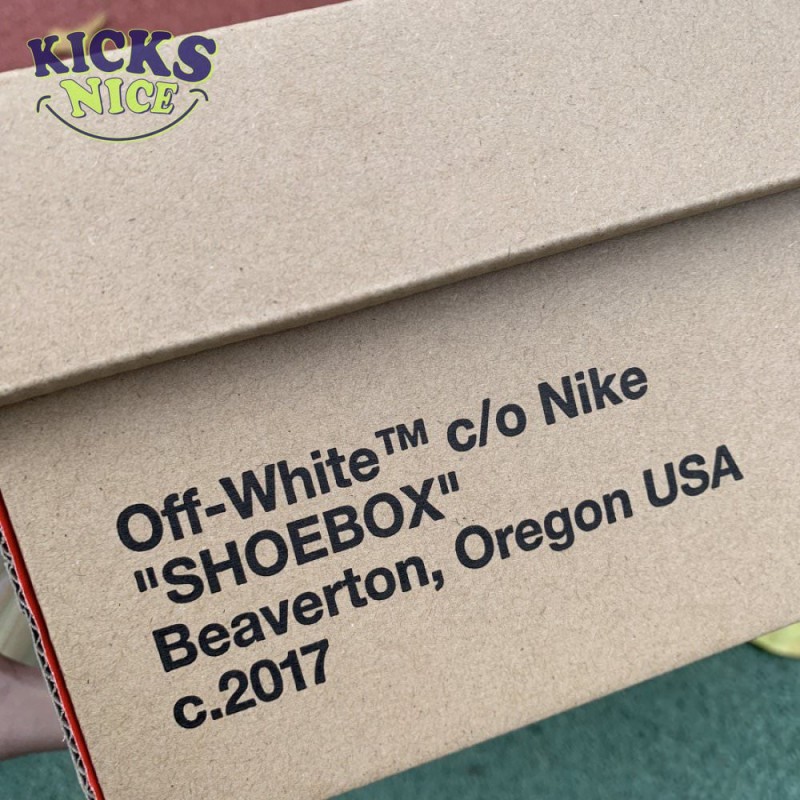 KICKS
NICE
Off-White™ c/o Nike
"SHOEBOX"
Beaverton, Oregon USA
c.2017